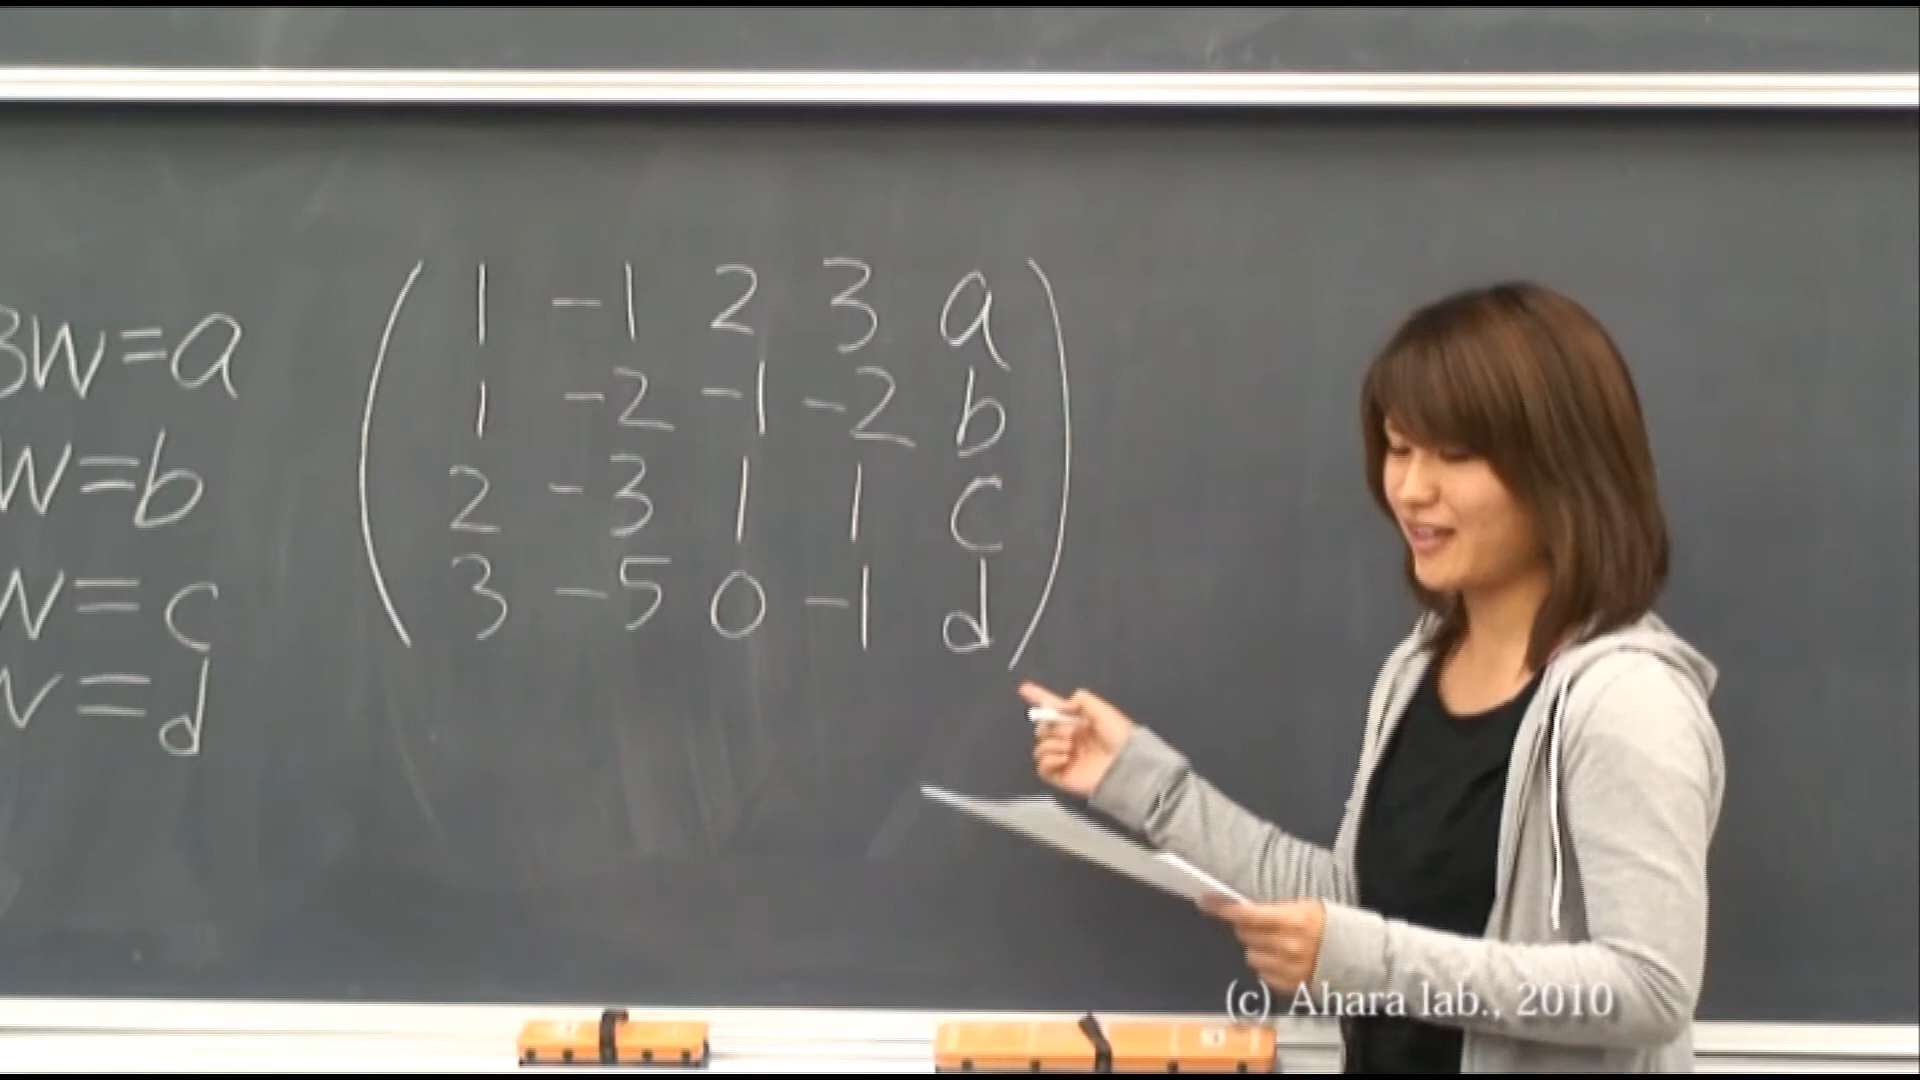 3w=a
w=b
w=c
w=d
1 -1 2 3 a
1 -2 -1 -2 b
2 -3 1 1 c
3 -5 0 -1 d
(c) Ahara lab., 2010